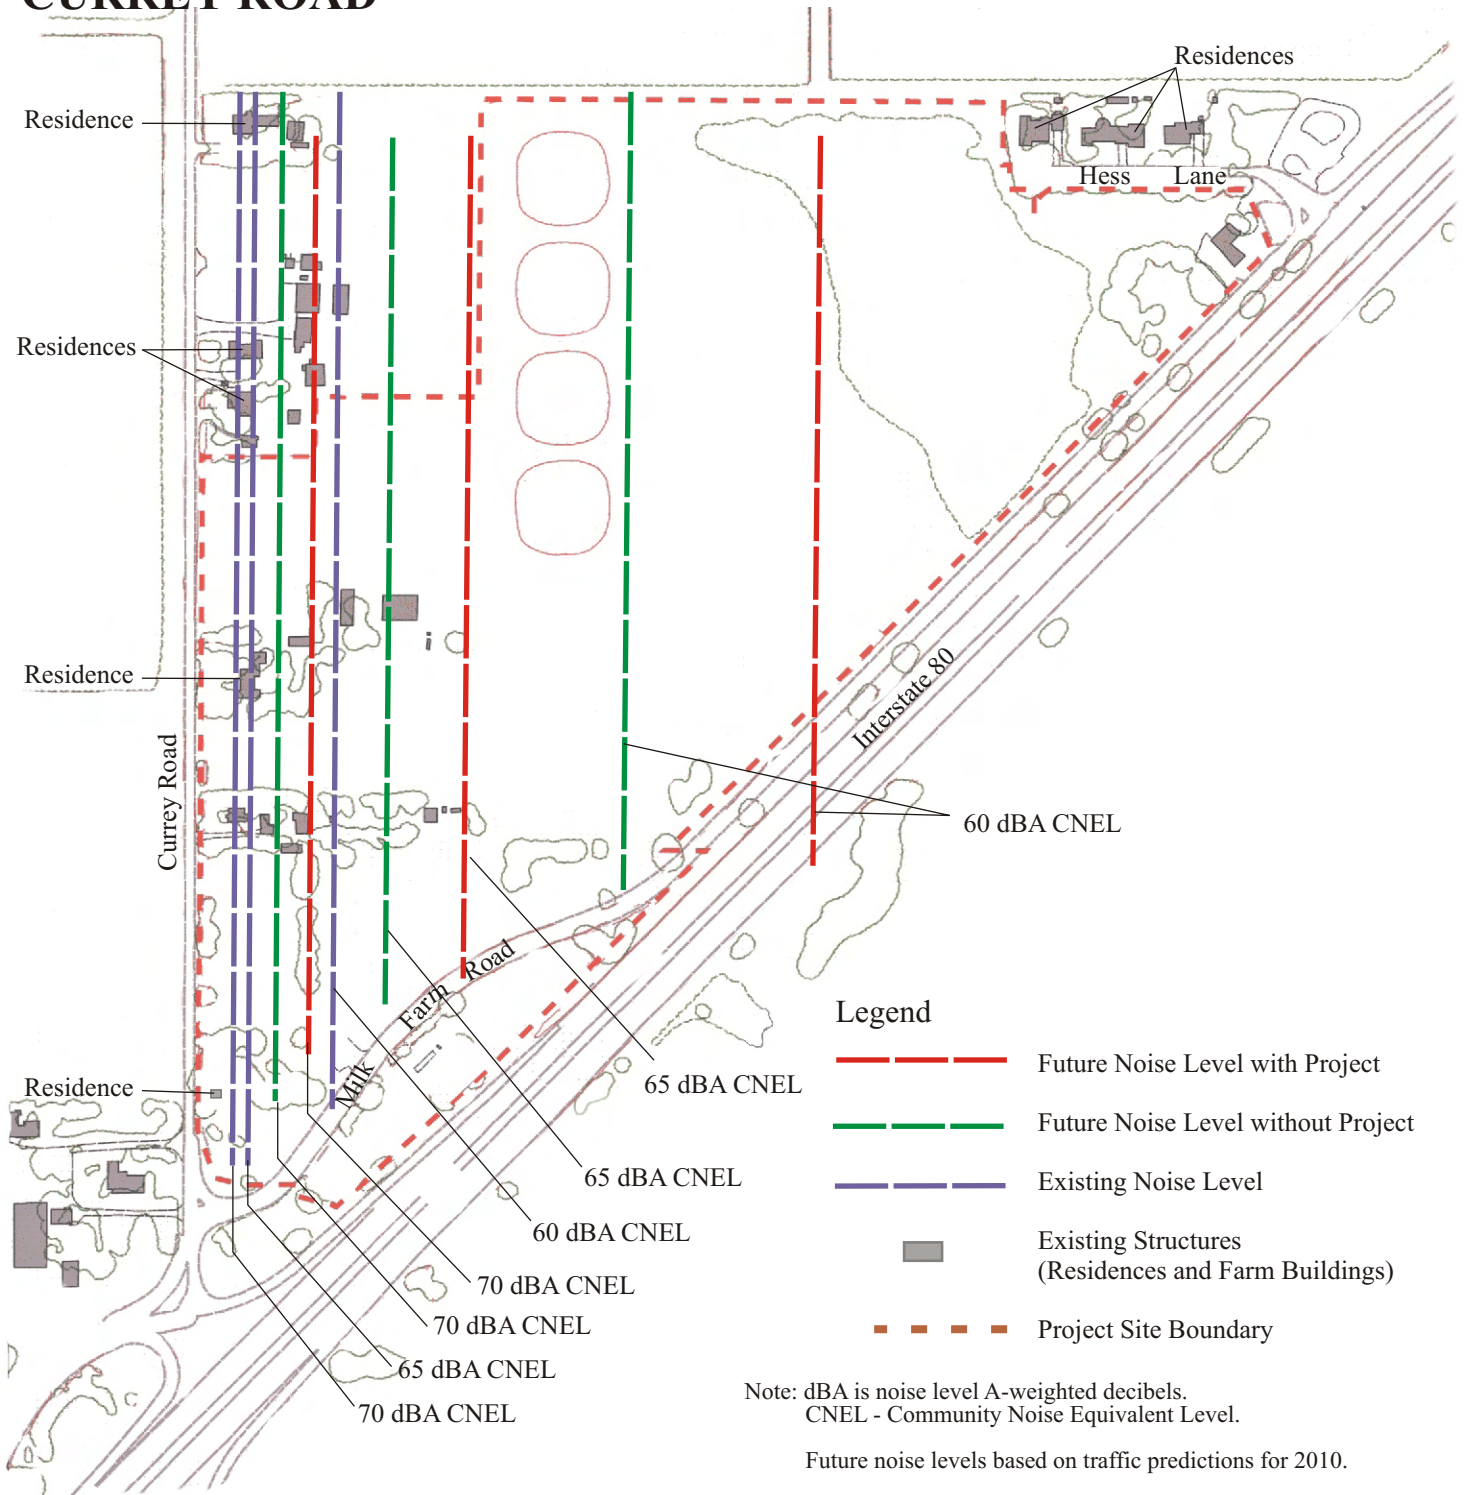 CURREY ROAD
Residences
Residence
Hess Lane
Residences
Residence
Interstate 80
Currey Road
60 dBA CNEL
Milk Farm Road
Residence
65 dBA CNEL
65 dBA CNEL
60 dBA CNEL
70 dBA CNEL
70 dBA CNEL
65 dBA CNEL
70 dBA CNEL
Legend
Future Noise Level with Project
Future Noise Level without Project
Existing Noise Level
Existing Structures
(Residences and Farm Buildings)
Project Site Boundary
Note: dBA is noise level A-weighted decibels.
CNEL - Community Noise Equivalent Level.
Future noise levels based on traffic predictions for 2010.